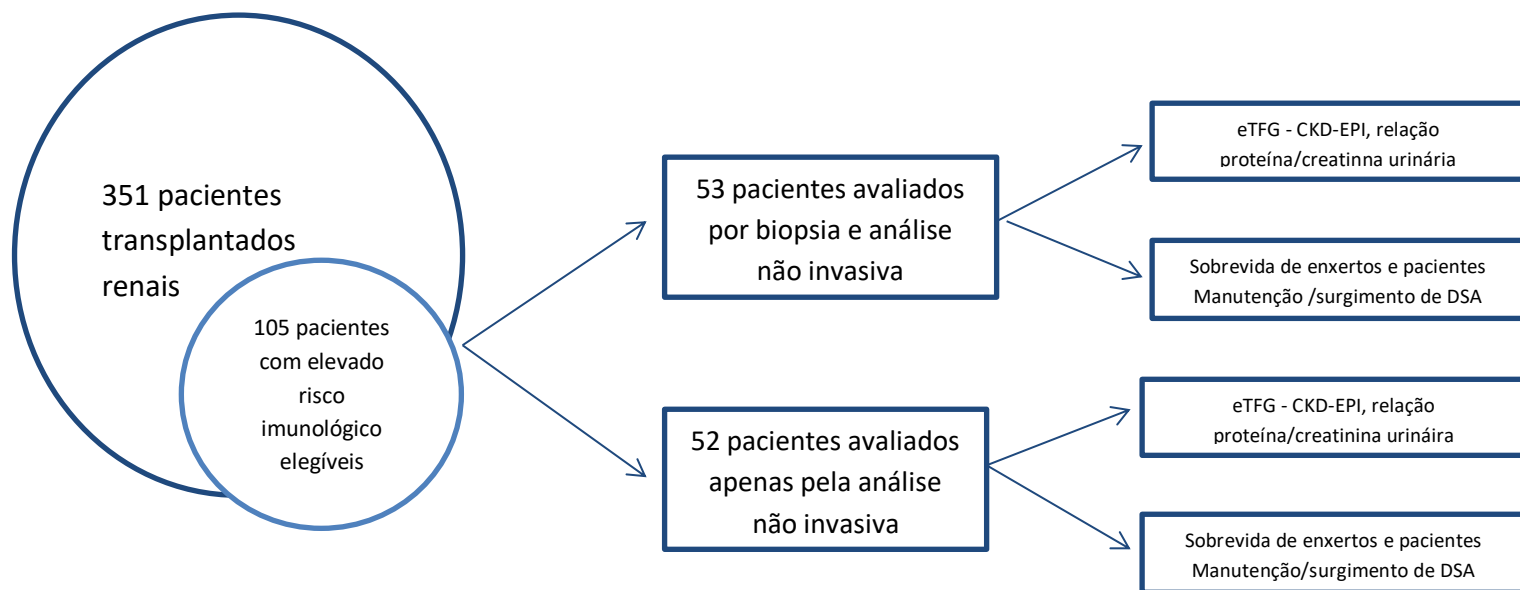 351 pacientes
transplantados
renais
105 pacientes
com elevado
risco
imunológico
elegíveis
53 pacientes avaliados
por biopsia e análise
não invasiva
eTFG - CKD-EPI, relação
proteína/creatinna urinária
Sobrevida de enxertos e pacientes
Manutenção /surgimento de DSA
52 pacientes avaliados
apenas pela análise
não invasiva
eTFG - CKD-EPI, relação
proteína/creatinina urináira
Sobrevida de enxertos e pacientes
Manutenção/surgimento de DSA